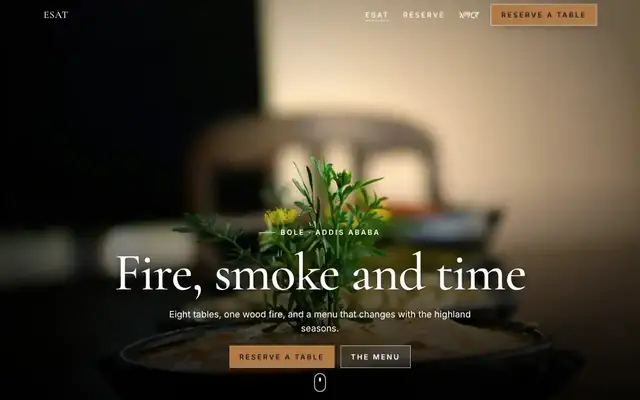 ESAT
ESAT RESERVE RESERVE A TABLE
BOLE · ADDIS ABABA
Fire, smoke and time
Eight tables, one wood fire, and a menu that changes with the highland
seasons.
RESERVE A TABLE THE MENU